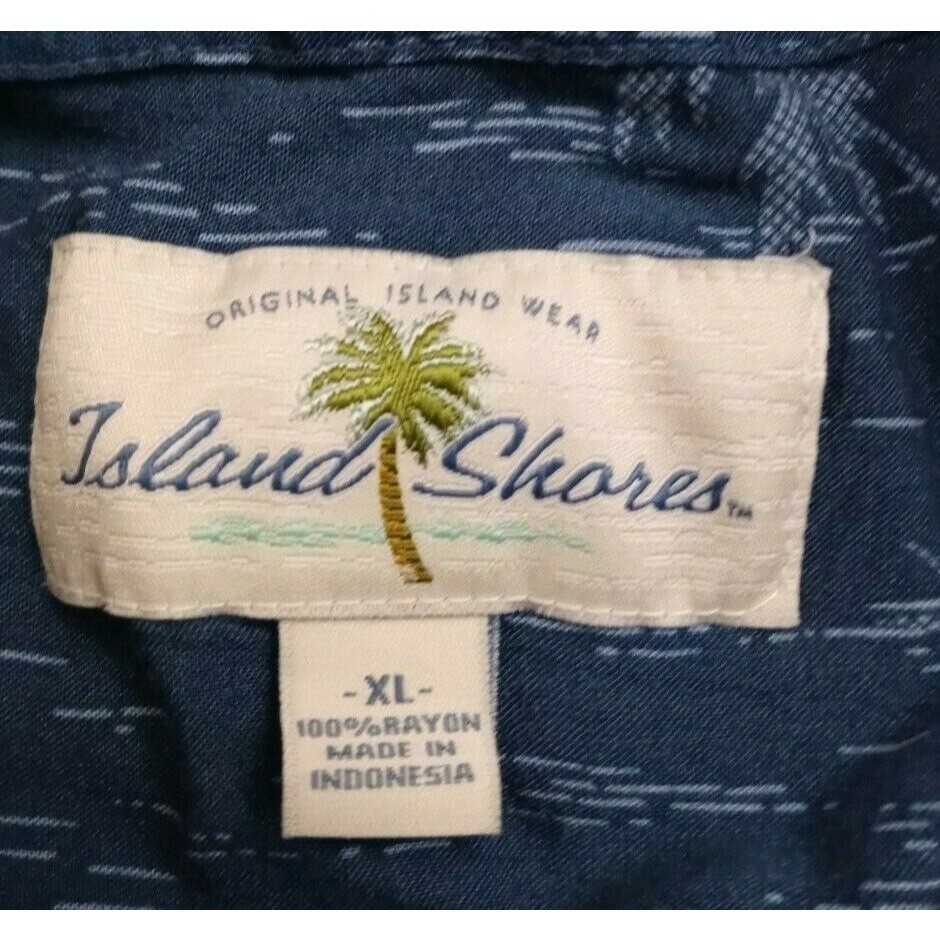 ORIGINAL ISLAND WEAR
Island Shores™
-XL-
100%RAYON
MADE IN
INDONESIA